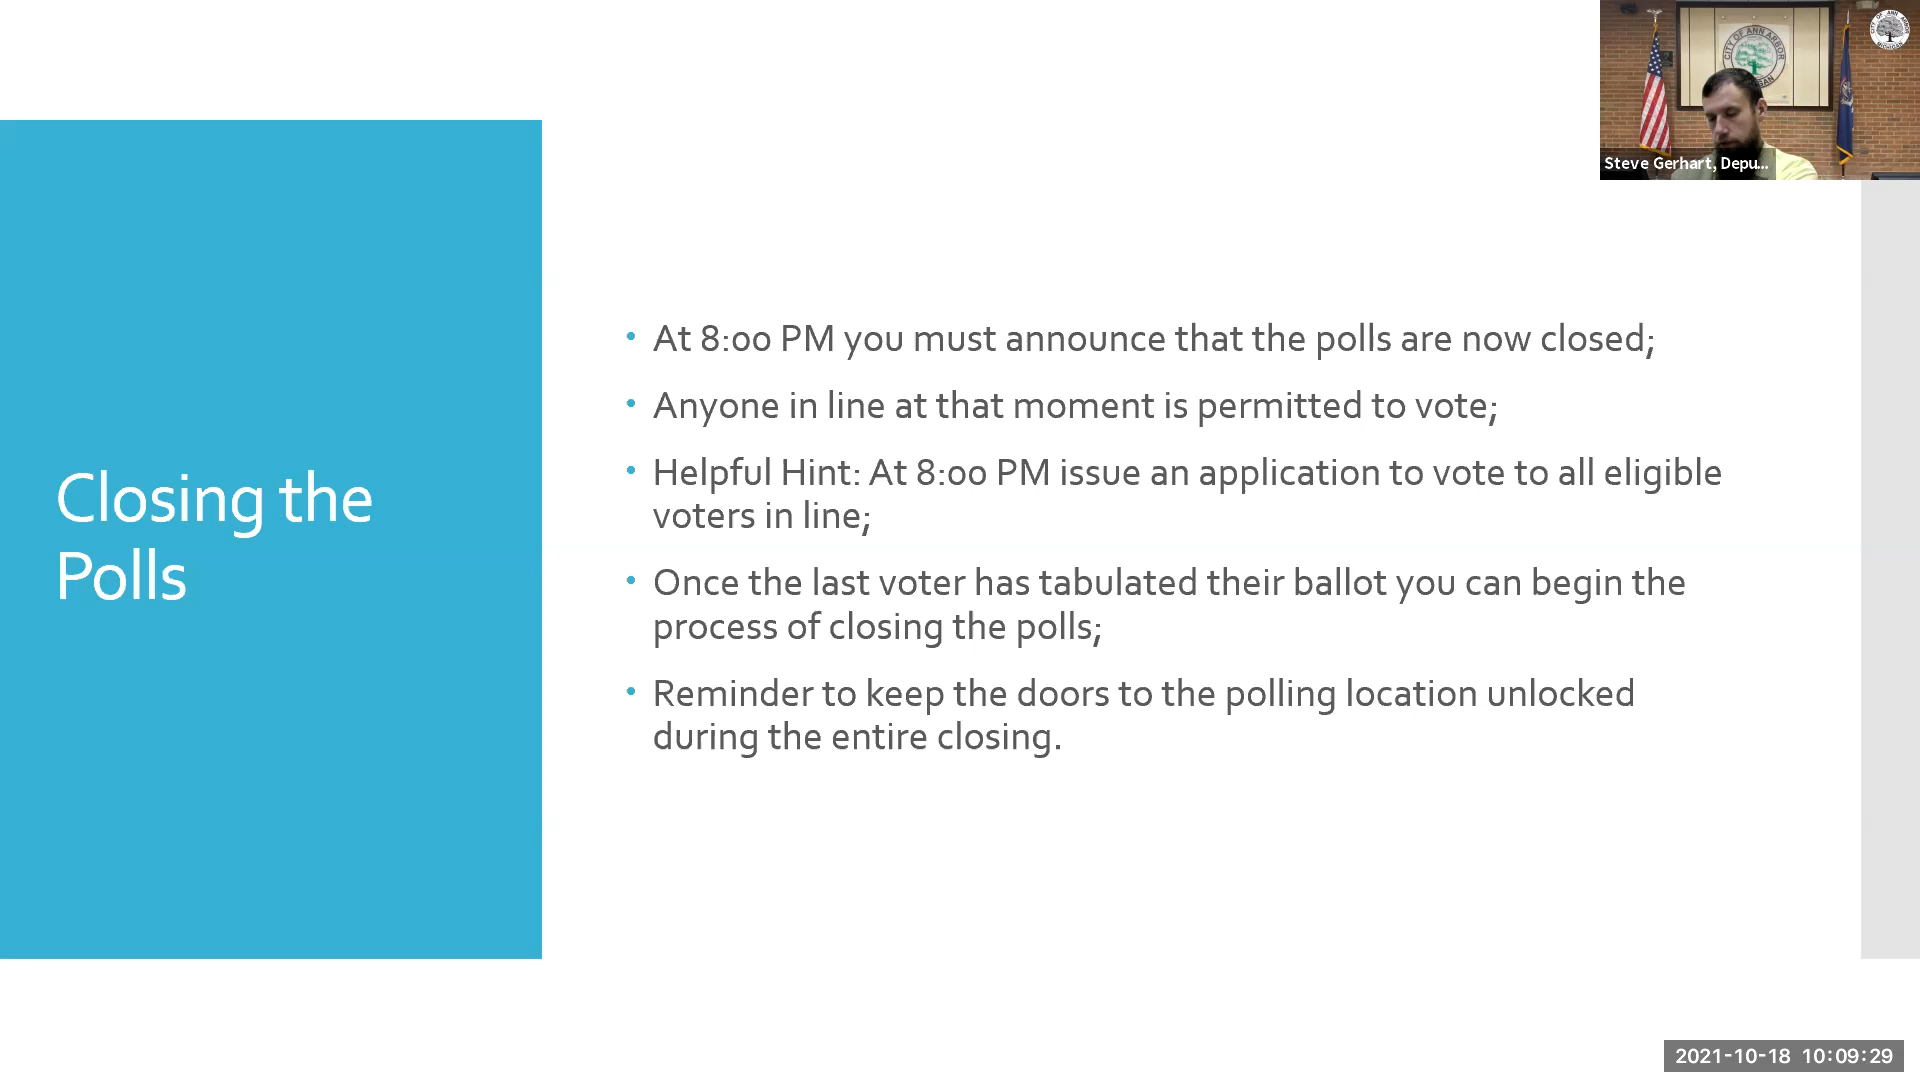 CITY OF ANN ARBOR
Steve Gerhart, Depu...
Closing the
Polls
• At 8:00 PM you must announce that the polls are now closed;
• Anyone in line at that moment is permitted to vote;
• Helpful Hint: At 8:00 PM issue an application to vote to all eligible
voters in line;
• Once the last voter has tabulated their ballot you can begin the
process of closing the polls;
• Reminder to keep the doors to the polling location unlocked
during the entire closing.
2021-10-18 10:09:29